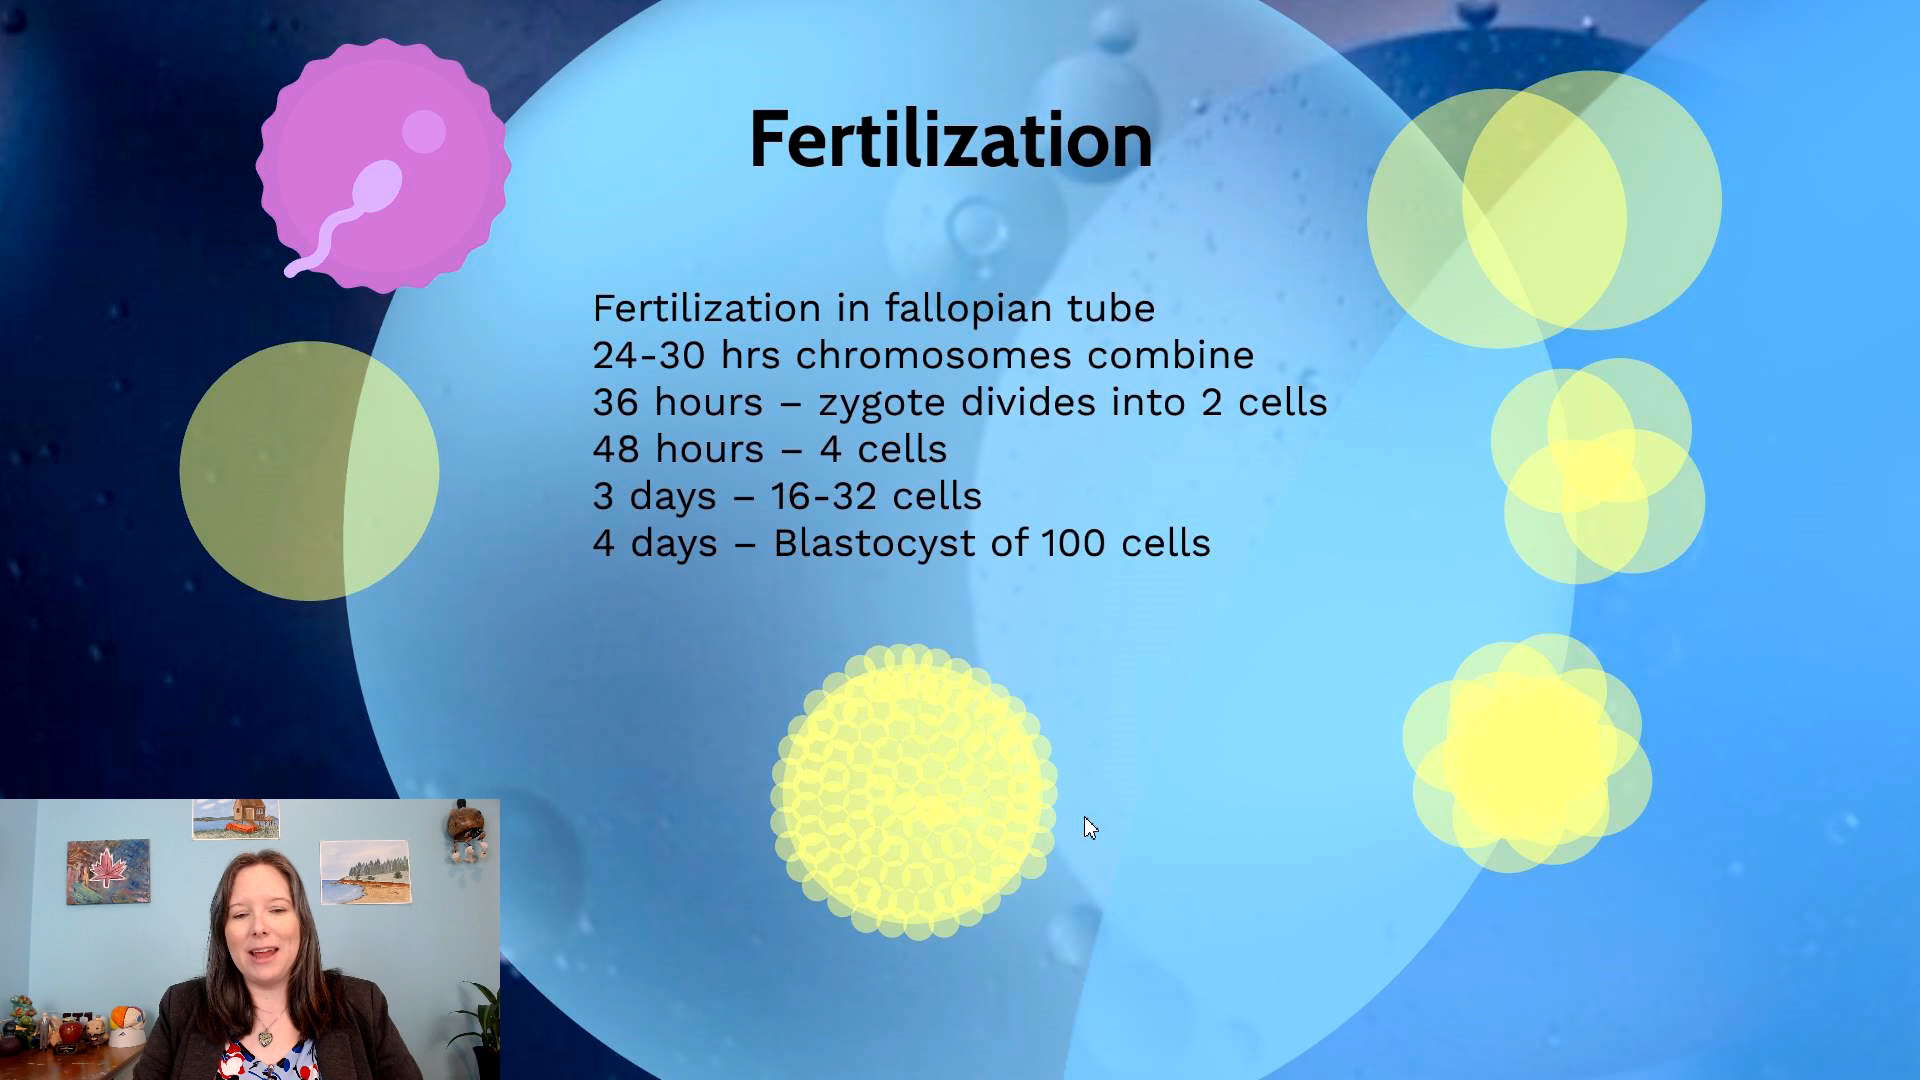 Fertilization
Fertilization in fallopian tube
24-30 hrs chromosomes combine
36 hours – zygote divides into 2 cells
48 hours – 4 cells
3 days – 16-32 cells
4 days – Blastocyst of 100 cells